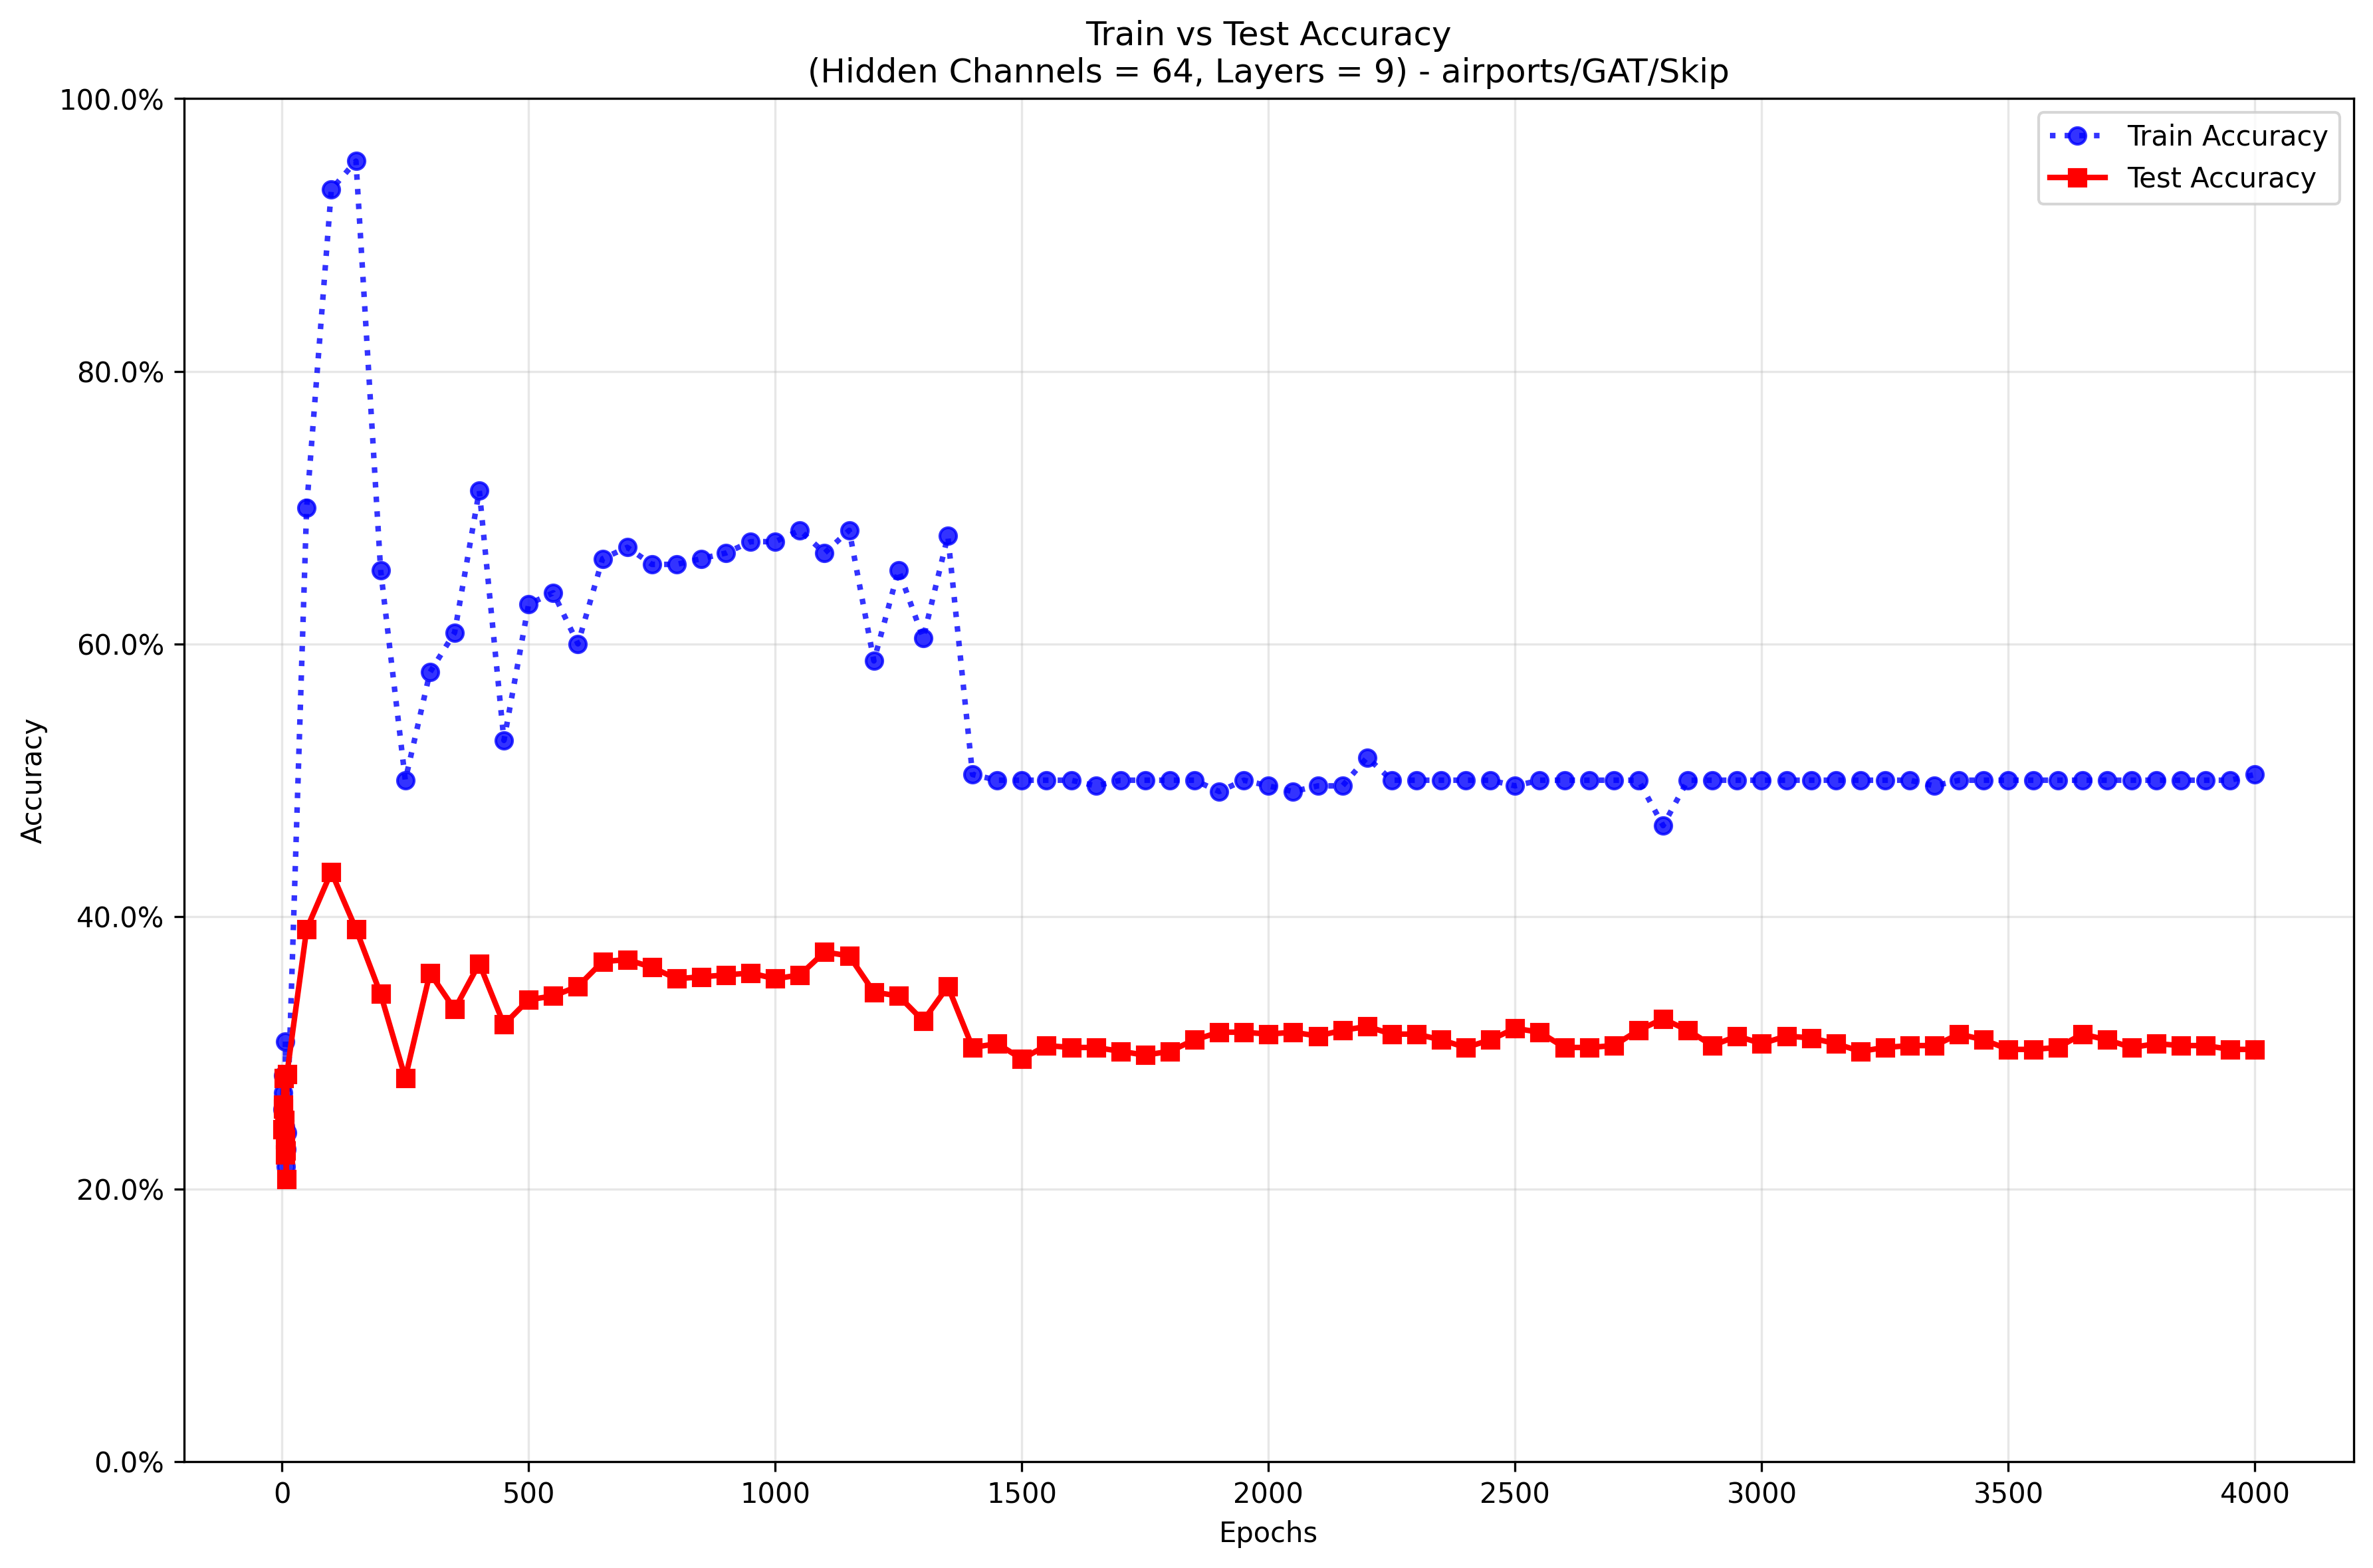 Train vs Test Accuracy
(Hidden Channels = 64, Layers = 9) - airports/GAT/Skip
100.0%
80.0%
60.0%
40.0%
20.0%
0.0%
Accuracy
Train Accuracy
Test Accuracy
0 500 1000 1500 2000 2500 3000 3500 4000
Epochs